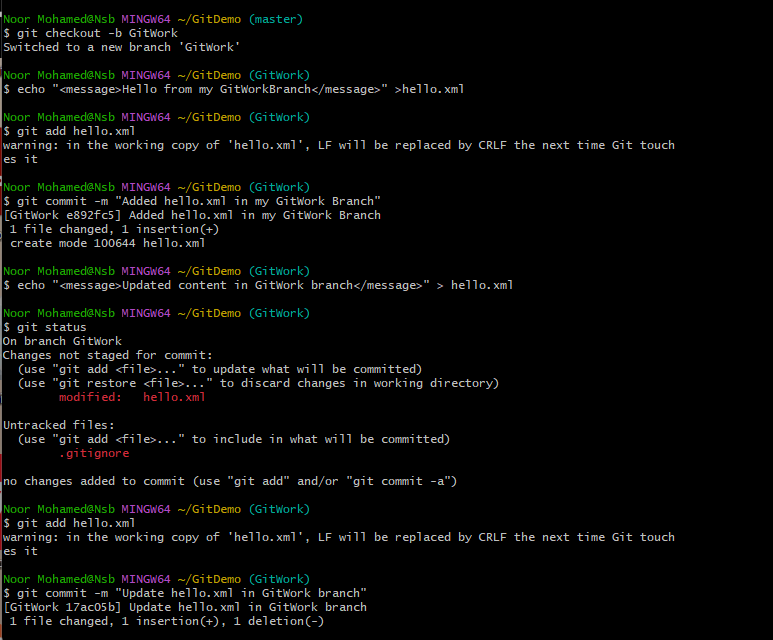 Noor Mohamed@Nsb MINGW64 ~/GitDemo (master)
$ git checkout -b GitWork
Switched to a new branch 'GitWork'
Noor Mohamed@Nsb MINGW64 ~/GitDemo (GitWork)
$ echo "<message>Hello from my GitWorkBranch</message>" >hello.xml
Noor Mohamed@Nsb MINGW64 ~/GitDemo (GitWork)
$ git add hello.xml
warning: in the working copy of 'hello.xml', LF will be replaced by CRLF the next time Git touch
es it
Noor Mohamed@Nsb MINGW64 ~/GitDemo (GitWork)
$ git commit -m "Added hello.xml in my GitWork Branch"
[GitWork e892fc5] Added hello.xml in my GitWork Branch
 1 file changed, 1 insertion(+)
 create mode 100644 hello.xml
Noor Mohamed@Nsb MINGW64 ~/GitDemo (GitWork)
$ echo "<message>Updated content in GitWork branch</message>" > hello.xml
Noor Mohamed@Nsb MINGW64 ~/GitDemo (GitWork)
$ git status
On branch GitWork
Changes not staged for commit:
  (use "git add <file>..." to update what will be committed)
  (use "git restore <file>..." to discard changes in working directory)
        modified:   hello.xml
Untracked files:
  (use "git add <file>..." to include in what will be committed)
        .gitignore
no changes added to commit (use "git add" and/or "git commit -a")
Noor Mohamed@Nsb MINGW64 ~/GitDemo (GitWork)
$ git add hello.xml
warning: in the working copy of 'hello.xml', LF will be replaced by CRLF the next time Git touch
es it
Noor Mohamed@Nsb MINGW64 ~/GitDemo (GitWork)
$ git commit -m "Update hello.xml in GitWork branch"
[GitWork 17ac05b] Update hello.xml in GitWork branch
 1 file changed, 1 insertion(+), 1 deletion(-)